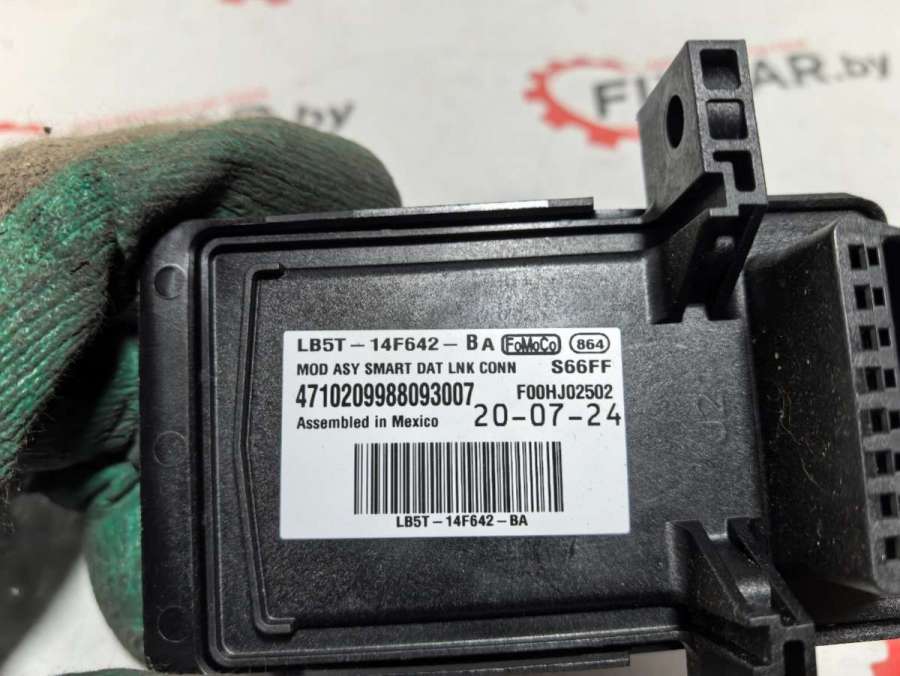 LB5T-14F642-BA FoMoCo 864
MOD ASY SMART DAT LNK CONN S66FF
4710209988093007 F00HJ02502
Assembled in Mexico 20-07-24
LB5T-14F642-BA
J2